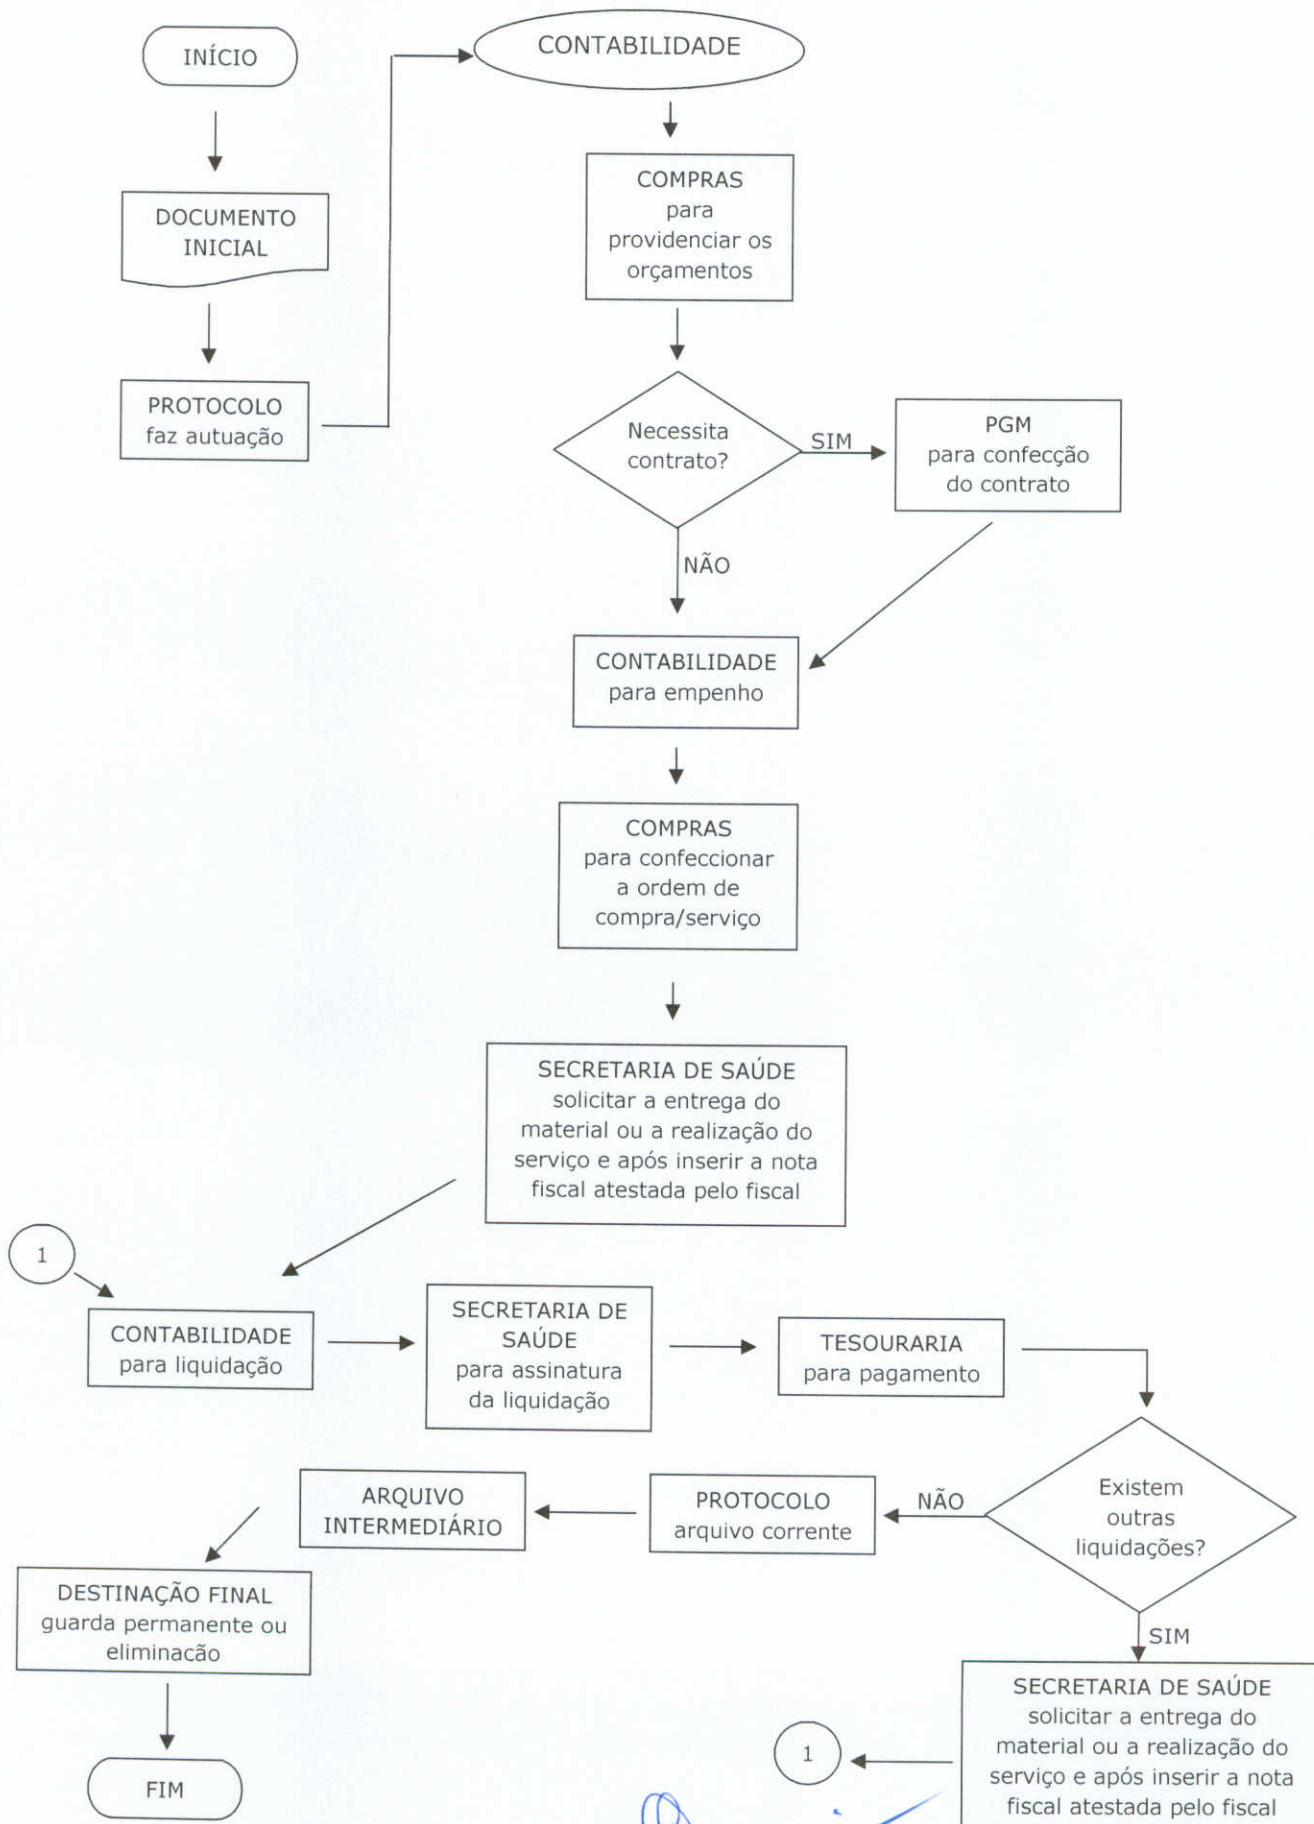 INÍCIO
DOCUMENTO
INICIAL
PROTOCOLO
faz autuação
CONTABILIDADE
COMPRAS
para
providenciar os
orçamentos
Necessita
contrato?
SIM
PGM
para confecção
do contrato
NÃO
CONTABILIDADE
para empenho
COMPRAS
para confeccionar
a ordem de
compra/serviço
SECRETARIA DE SAÚDE
solicitar a entrega do
material ou a realização do
serviço e após inserir a nota
fiscal atestada pelo fiscal
1
CONTABILIDADE
para liquidação
SECRETARIA DE
SAÚDE
para assinatura
da liquidação
TESOURARIA
para pagamento
Existem
outras
liquidações?
NÃO
PROTOCOLO
arquivo corrente
ARQUIVO
INTERMEDIÁRIO
DESTINAÇÃO FINAL
guarda permanente ou
eliminacão
FIM
SIM
SECRETARIA DE SAÚDE
solicitar a entrega do
material ou a realização do
serviço e após inserir a nota
fiscal atestada pelo fiscal
1